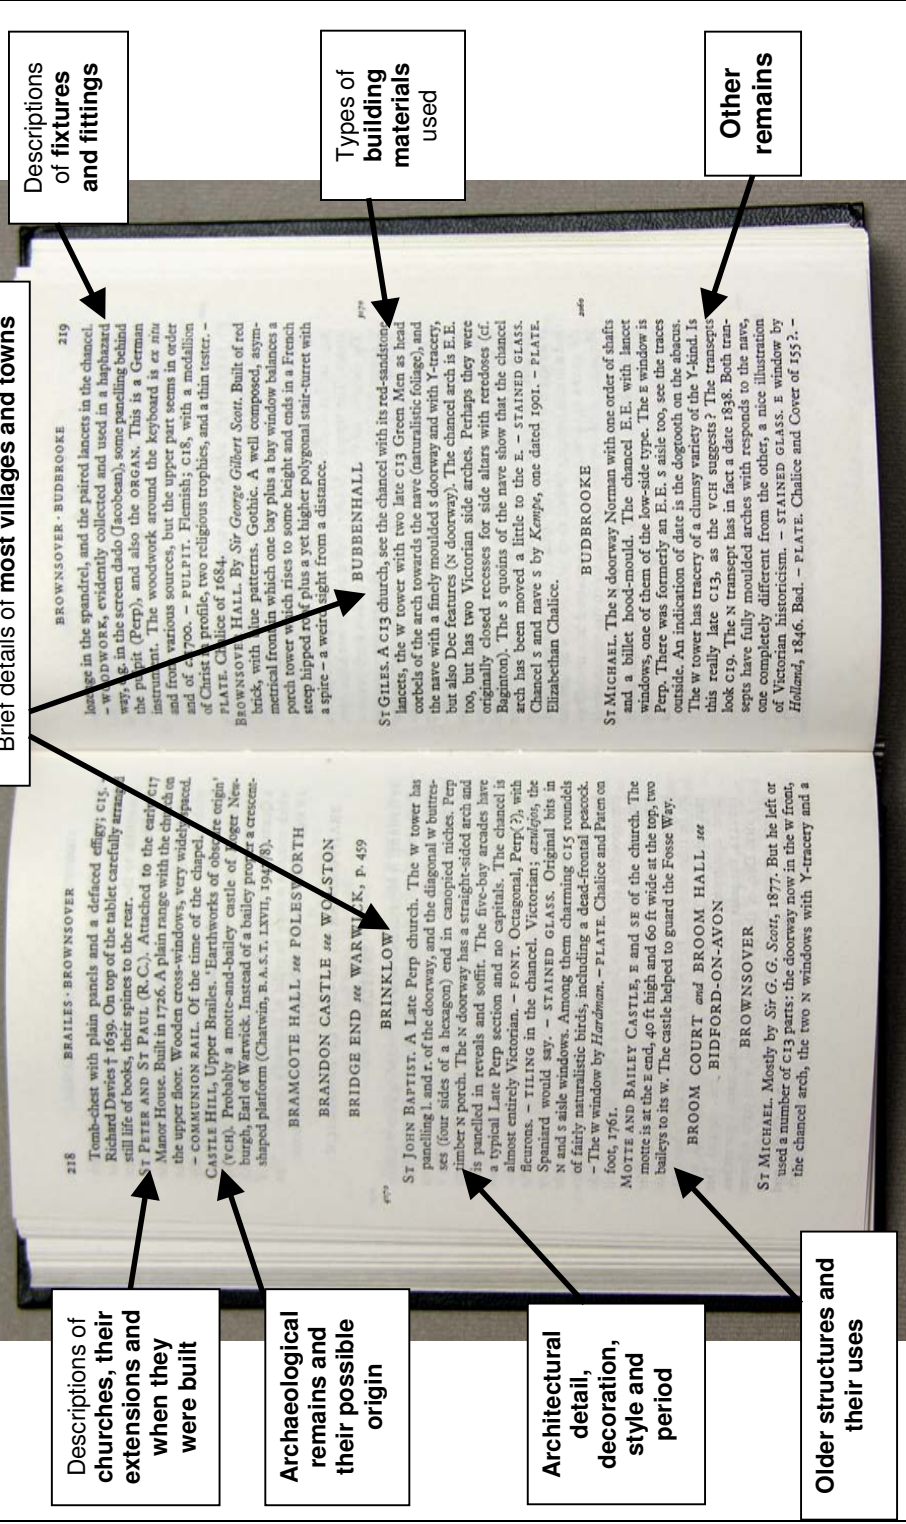 Brief details of most villages and towns
Descriptions of
churches, their
extensions and
when they
were built
Archaeological
remains and
their possible
origin
Architectural
detail,
decoration,
style and
period
Older structures and
their uses
218 BRAILES · BROWNSOVER
Tomb-chest with plain panels and a defaced effigy; C15. –
Richard Davies † 1639. On top of the tablet carefully arranged
still life of books, their spines to the rear.
ST PETER AND ST PAUL (R.C.). Attached to the early C17
Manor House. Built in 1726. A plain range with the church on
the upper floor. Wooden cross-windows, very widely spaced.
– COMMUNION RAIL. Of the time of the chapel.
CASTLE HILL, Upper Brailes. 'Earthworks of obscure origin'
(VCH). Probably a motte-and-bailey castle of Roger New-
burgh, Earl of Warwick. Instead of a bailey proper a crescent-
shaped platform (Chatwin, B.A.S.T. LXVII, 1947/8).
BRAMCOTE HALL see POLESWORTH
BRANDON CASTLE see WOLSTON
BRIDGE END see WARWICK, p. 459
4070 BRINKLOW
ST JOHN BAPTIST. A Late Perp church. The W tower has
panelling l. and r. of the doorway, and the diagonal W buttres-
ses (four sides of a hexagon) end in canopied niches. Perp
timber N porch. The N doorway has a straight-sided arch and
is panelled in reveals and soffit. The five-bay arcades have
a typical Late Perp section and no capitals. The chancel is
almost entirely Victorian. – FONT. Octagonal, Perp(?), with
fleurons. – TILING in the chancel. Victorian; azulejos, the
Spaniard would say. – STAINED GLASS. Original bits in
N and S aisle windows. Among them charming C15 roundels
of fairly naturalistic birds, including a dead-frontal peacock.
– The W window by Hardman. – PLATE. Chalice and Paten on
foot, 1761.
MOTTE AND BAILEY CASTLE, E and SE of the church. The
motte is at the E end, 40 ft high and 60 ft wide at the top, two
baileys to its W. The castle helped to guard the Fosse Way.
BROOM COURT and BROOM HALL see
BIDFORD-ON-AVON
BROWNSOVER
ST MICHAEL. Mostly by Sir G. G. Scott, 1877. But he left or
used a number of C13 parts: the doorway now in the W front,
the chancel arch, the two N windows with Y-tracery and a
BROWNSOVER · BUDBROOKE 219
lozenge in the spandrel, and the paired lancets in the chancel.
– WOODWORK, evidently collected and used in a haphazard
way, e.g. in the screen dado (Jacobean), some panelling behind
the pulpit (Perp), and also the ORGAN. This is a German
instrument. The woodwork around the keyboard is ex situ
and from various sources, but the upper part seems in order
and of c. 1700. – PULPIT. Flemish; C18, with a medallion
of Christ in profile, two religious trophies, and a thin tester. –
PLATE. Chalice of 1684.
BROWNSOVER HALL. By Sir George Gilbert Scott. Built of red
brick, with blue patterns. Gothic. A well composed, asym-
metrical front in which one bay plus a bay window balances a
porch tower which rises to some height and ends in a French
steep hipped roof plus a yet higher polygonal stair-turret with
a spire – a weird sight from a distance.
BUBBENHALL 3070
ST GILES. A C13 church, see the chancel with its red-sandstone
lancets, the W tower with two late C13 Green Men as head
corbels of the arch towards the nave (naturalistic foliage), and
the nave with a finely moulded S doorway and with Y-tracery,
but also Dec features (N doorway). The chancel arch is E.E.
too, but has two Victorian side arches. Perhaps they were
originally closed recesses for side altars with reredoses (cf.
Baginton). The S quoins of the nave show that the chancel
arch has been moved a little to the E. – STAINED GLASS.
Chancel S and nave S by Kempe, one dated 1901. – PLATE.
Elizabethan Chalice.
BUDBROOKE 2060
ST MICHAEL. The N doorway Norman with one order of shafts
and a billet hood-mould. The chancel E.E. with lancet
windows, one of them of the low-side type. The E window is
Perp. There was formerly an E.E. S aisle too, see the traces
outside. An indication of date is the dogtooth on the abacus.
The W tower has tracery of a clumsy variety of the Y-kind. Is
this really late C13, as the VCH suggests? The transepts
look C19. The N transept has in fact a date 1838. Both tran-
septs have fully moulded arches with responds to the nave,
one completely different from the other, a nice illustration
of Victorian historicism. – STAINED GLASS. E window by
Holland, 1846. Bad. – PLATE. Chalice and Cover of 155?. –
Descriptions
of fixtures
and fittings
Types of
building
materials
used
Other
remains